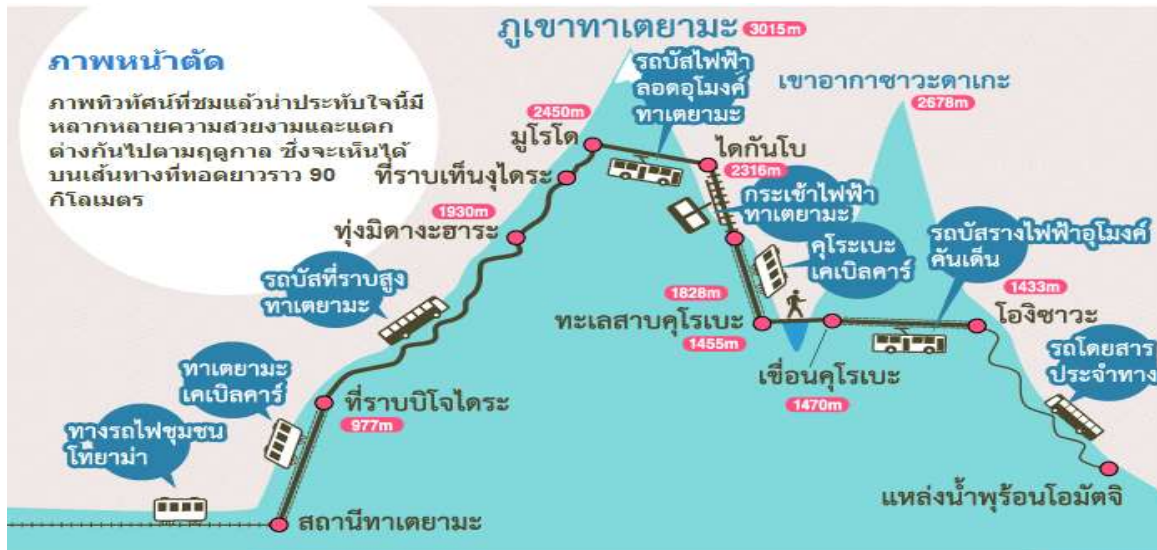 ภูเขาทาเตยามะ 3015m
ภาพหน้าตัด
ภาพทิวทัศน์ที่ชมแล้วน่าประทับใจนี้มี
หลากหลายความสวยงามและแตก
ต่างกันไปตามฤดูกาล ซึ่งจะเห็นได้
บนเส้นทางที่ทอดยาวราว 90
กิโลเมตร
รถบัสไฟฟ้า
ลอดอุโมงค์
ทาเตยามะ
เขาอากาซาวะดาเกะ
2678m
2450m
มูโรโด
ไดกันโบ
2316m
ที่ราบเท็นงุไดระ
กระเช้าไฟฟ้า
ทาเตยามะ
1930m
ทุ่งมิดางะฮาระ
คุโระเบะ
เคเบิลคาร์
รถบัสรางไฟฟ้าอุโมงค์
คันเด็น
รถบัสที่ราบสูง
ทาเตยามะ
1828m
1433m
ทะเลสาบคุโรเบะ
1455m
โองิซาวะ
เขื่อนคุโรเบะ
1470m
รถโดยสาร
ประจำทาง
ทาเตยามะ
เคเบิลคาร์
ที่ราบบิโจไดระ
977m
ทางรถไฟชุมชน
โทยาม่า
แหล่งน้ำพุร้อนโอมัตจิ
สถานีทาเตยามะ